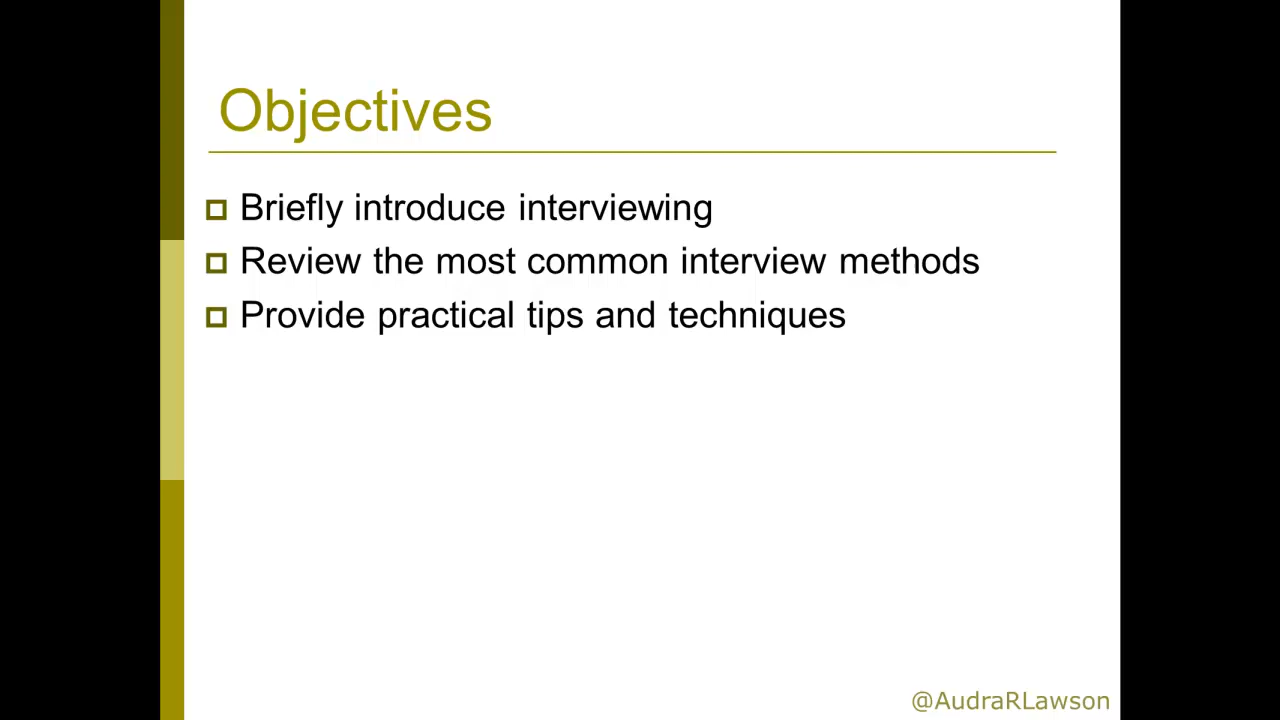 Objectives
Briefly introduce interviewing
Review the most common interview methods
Provide practical tips and techniques
@AudraRLawson